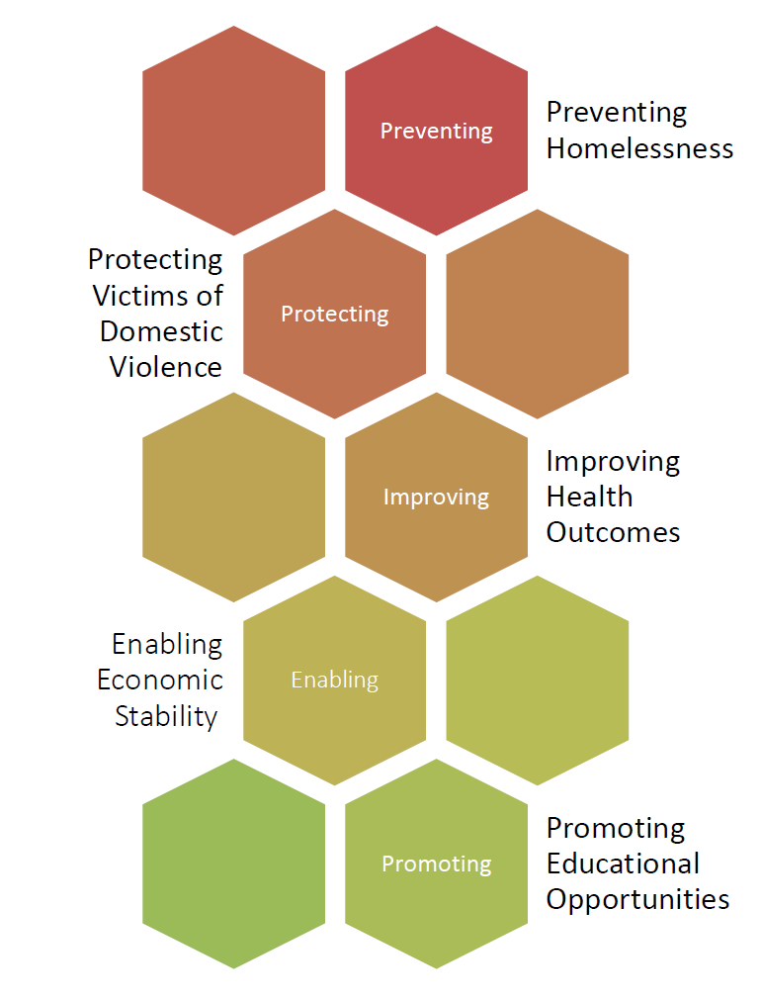 Preventing
Preventing
Homelessness
Protecting
Victims of
Domestic
Violence
Protecting
Improving
Improving
Health
Outcomes
Enabling
Economic
Stability
Enabling
Promoting
Promoting
Educational
Opportunities